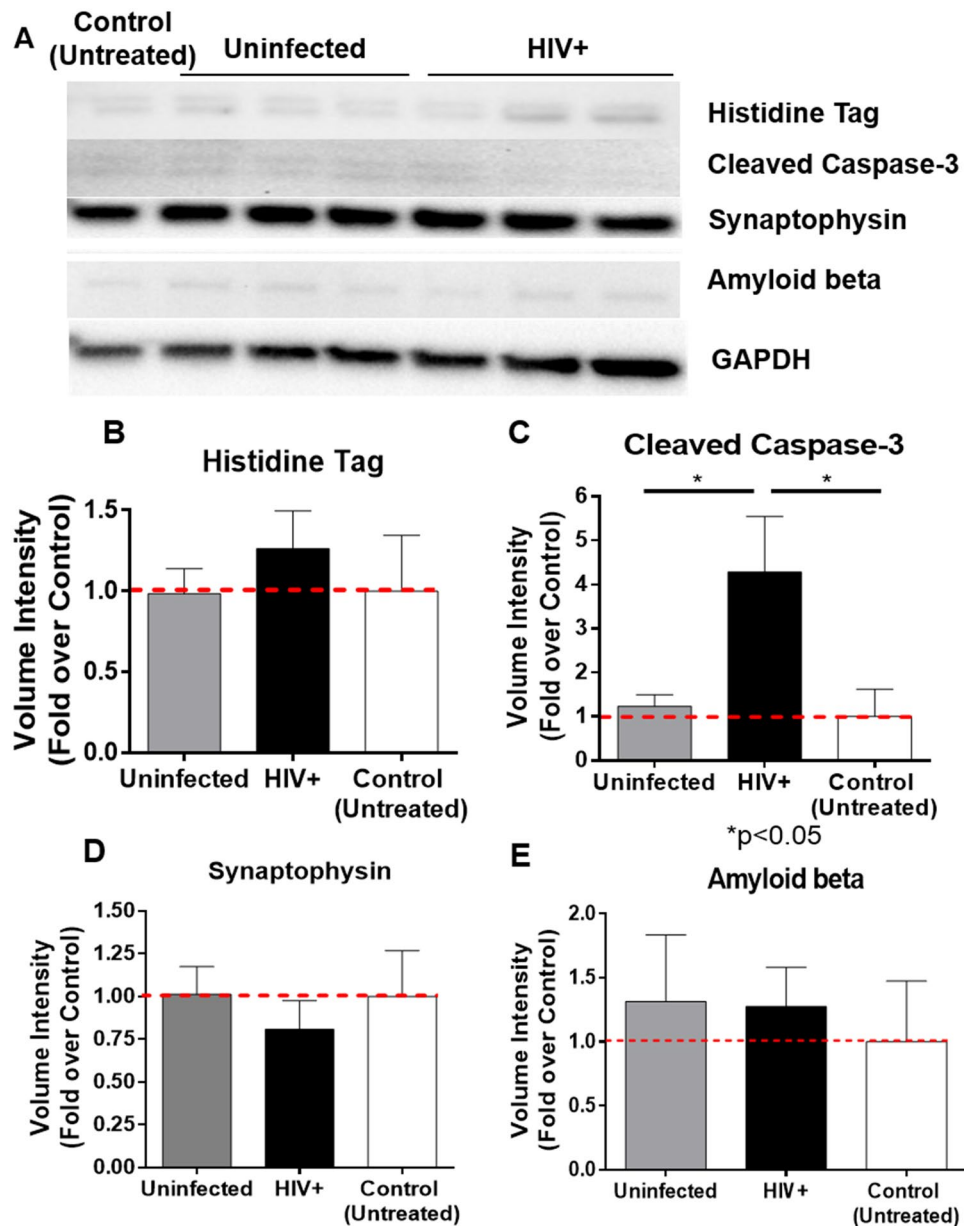 A
Control
(Untreated)
Uninfected
HIV+
Histidine Tag
Cleaved Caspase-3
Synaptophysin
Amyloid beta
GAPDH
B
Histidine Tag
Volume Intensity
(Fold over Control)
1.5
1.0
0.5
0.0
Uninfected
HIV+
Control
(Untreated)
C
Cleaved Caspase-3
* *
Volume Intensity
(Fold over Control)
6
5
4
3
2
1
0
Uninfected
HIV+
Control
(Untreated)
*p<0.05
D
Synaptophysin
Volume Intensity
(Fold over Control)
1.50
1.25
1.00
0.75
0.50
0.25
0.00
Uninfected
HIV+
Control
(Untreated)
E
Amyloid beta
Volume Intensity
(Fold over Control)
2.0
1.5
1.0
0.5
0.0
Uninfected
HIV+
Control
(Untreated)